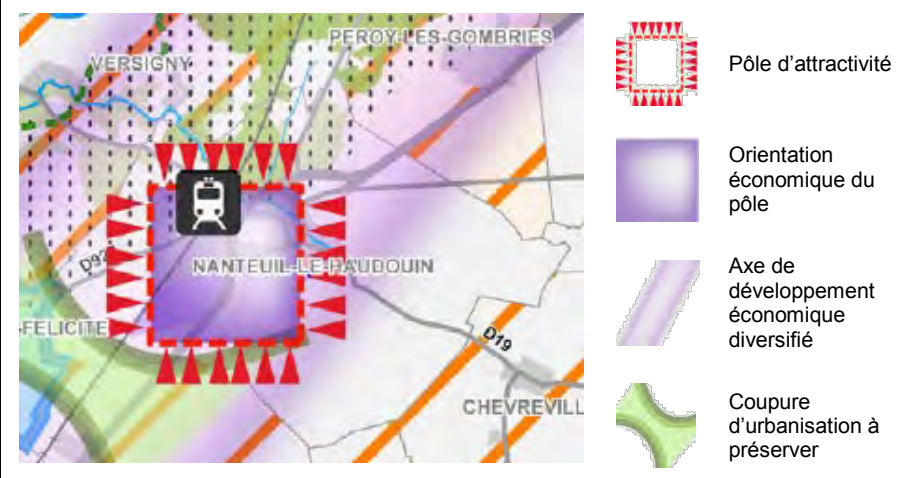 PEROY-LES-GOMBRIES
VERSIGNY
NANTEUIL-LE-HAUDOUIN
-FELICITE
D19
CHEVREVILL
Pôle d'attractivité
Orientation
économique du
pôle
Axe de
développement
économique
diversifié
Coupure
d'urbanisation à
préserver